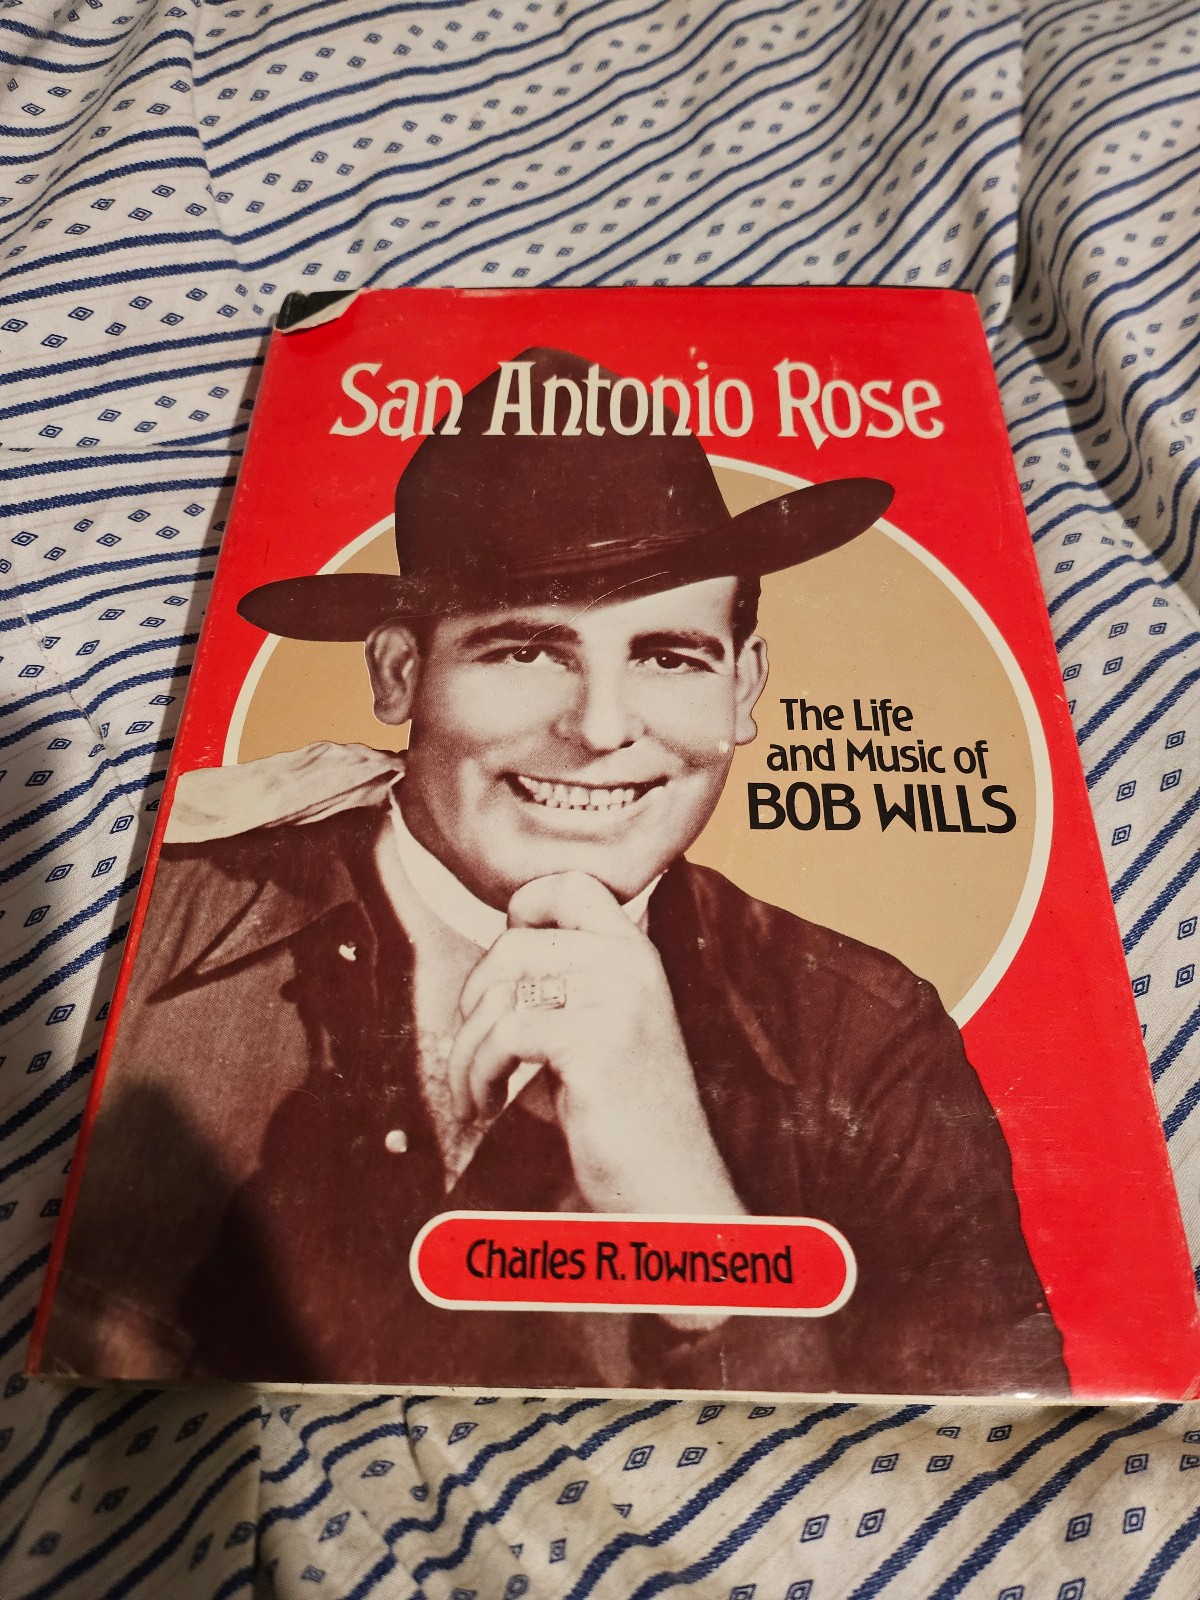 San Antonio Rose
The Life
and Music of
BOB WILLS
Charles R. Townsend